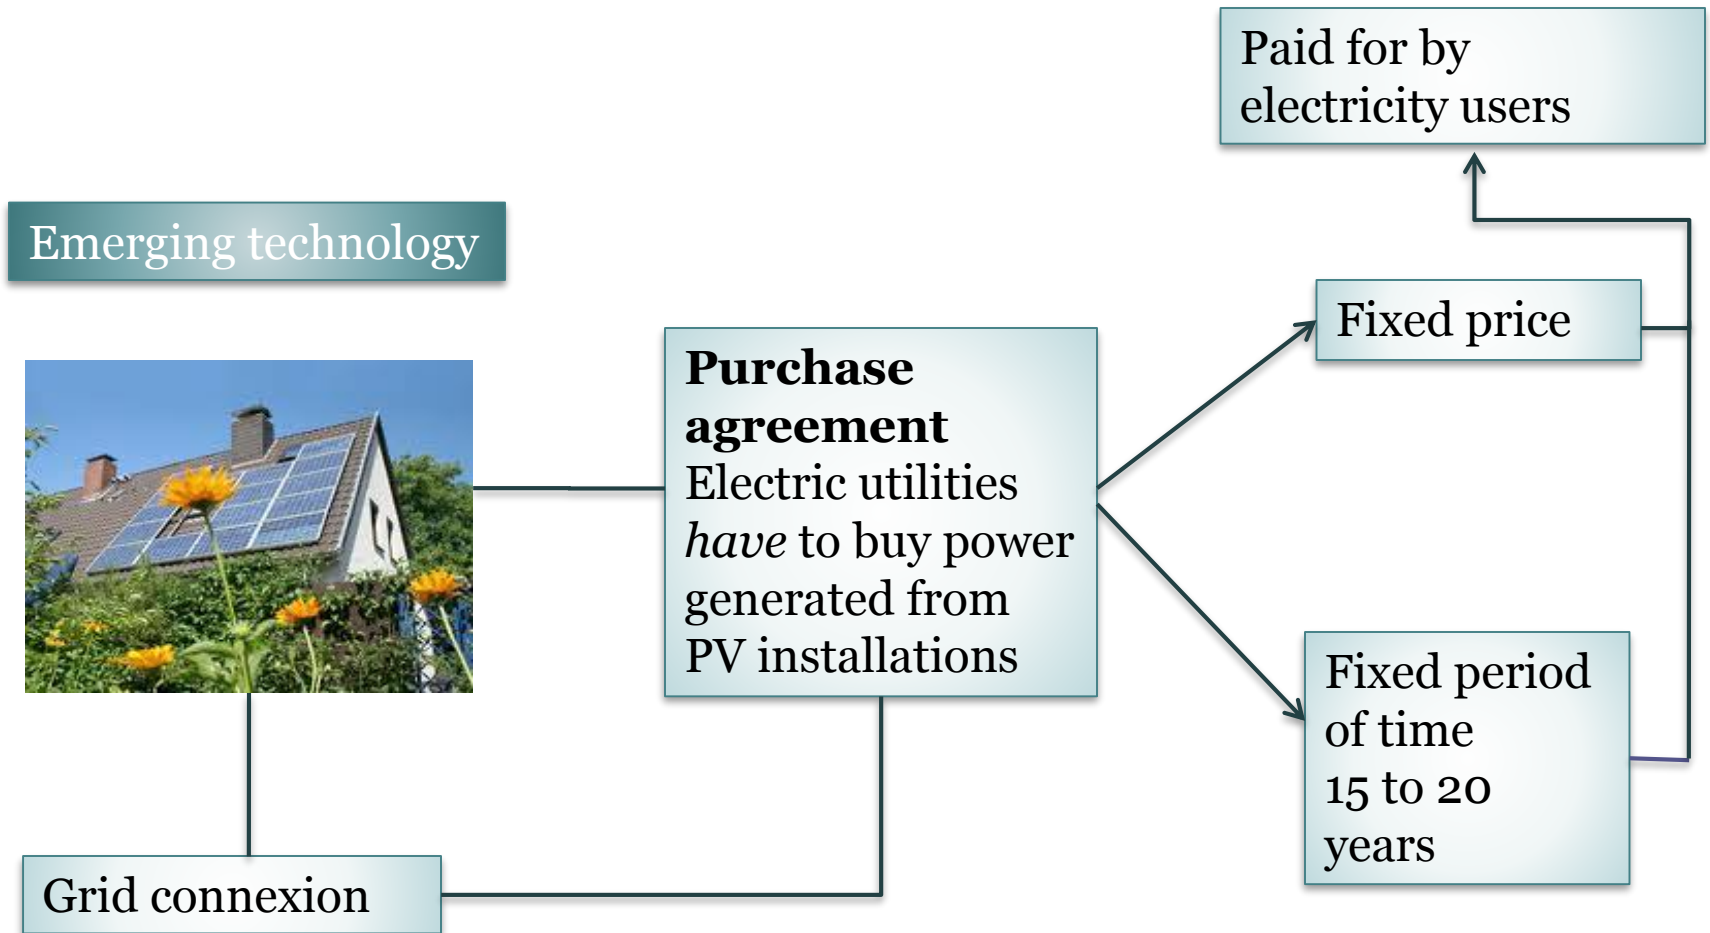 Paid for by
electricity users
Emerging technology
Fixed price
Purchase
agreement
Electric utilities
have to buy power
generated from
PV installations
Fixed period
of time
15 to 20
years
Grid connexion